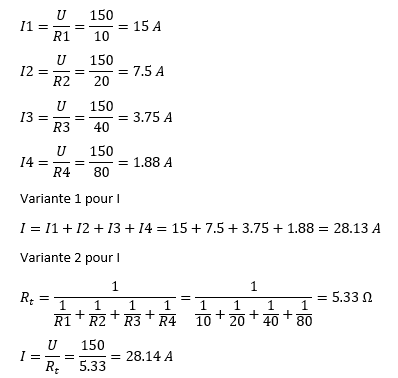 I1 = U/R1 = 150/10 = 15 A
I2 = U/R2 = 150/20 = 7.5 A
I3 = U/R3 = 150/40 = 3.75 A
I4 = U/R4 = 150/80 = 1.88 A
Variante 1 pour I
I = I1 + I2 + I3 + I4 = 15 + 7.5 + 3.75 + 1.88 = 28.13 A
Variante 2 pour I
Rₜ = 1/(1/R1 + 1/R2 + 1/R3 + 1/R4) = 1/(1/10 + 1/20 + 1/40 + 1/80) = 5.33 Ω
I = U/Rₜ = 150/5.33 = 28.14 A